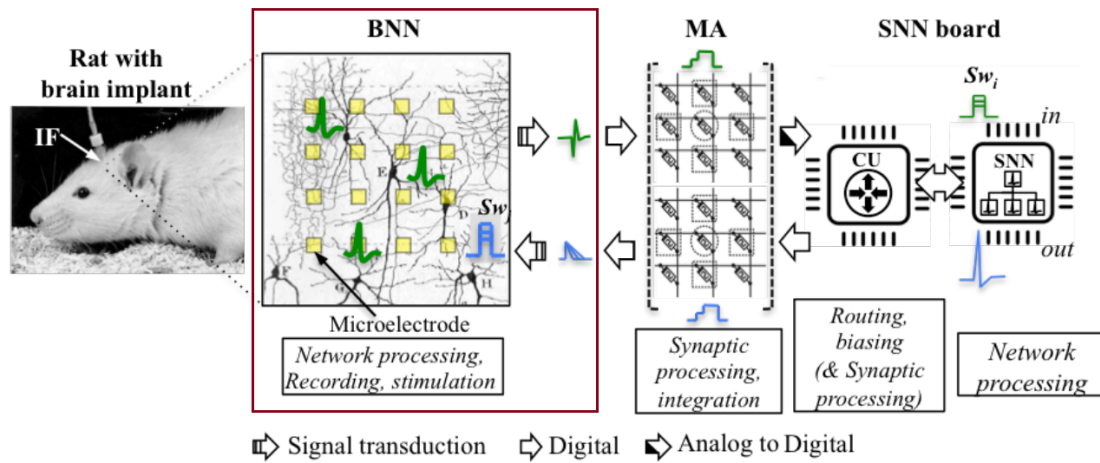 BNN
MA
SNN board
Rat with
brain implant
IF
E
D
F
G
H
Sw
Sw_i
in
CU
SNN
out
Microelectrode
Network processing,
Recording, stimulation
Synaptic
processing,
integration
Routing,
biasing
(& Synaptic
processing)
Network
processing
Signal transduction
Digital
Analog to Digital